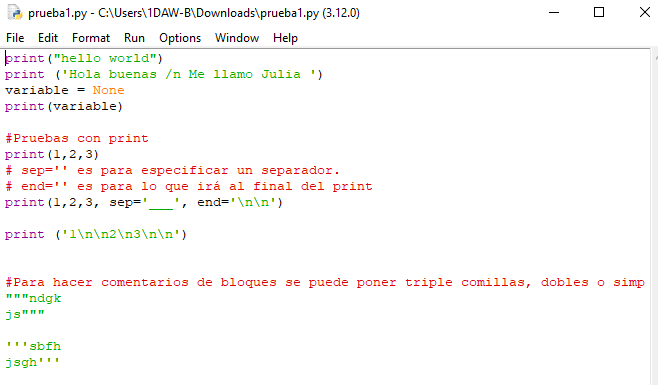 prueba1.py - C:\Users\1DAW-B\Downloads\prueba1.py (3.12.0)
File Edit Format Run Options Window Help
print("hello world")
print ('Hola buenas /n Me llamo Julia ')
variable = None
print(variable)
#Pruebas con print
print(1,2,3)
# sep='' es para especificar un separador.
# end='' es para lo que irá al final del print
print(1,2,3, sep='___', end='\n\n')
print ('1\n\n2\n3\n\n')
#Para hacer comentarios de bloques se puede poner triple comillas, dobles o simp
"""ndgk
js"""
'''sbfh
jsgh'''